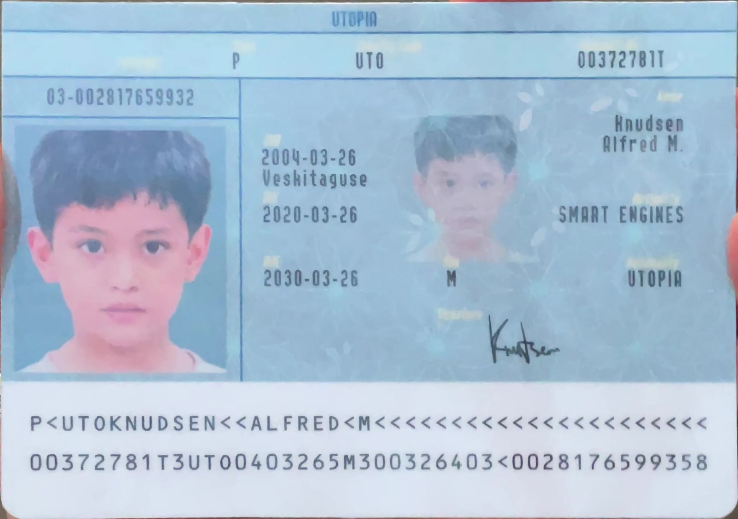 UTOPIA
P UTO 00372781T
03-002817659932
Knudsen
Alfred M.
2004-03-26
Veskitaguse
2020-03-26 SMART ENGINES
2030-03-26 M UTOPIA
Knutsen
P<UTOKNUDSEN<<ALFRED<M<<<<<<<<<<<<<<<<<<<<<<
00372781T3UTO0403265M300326403<0028176599358